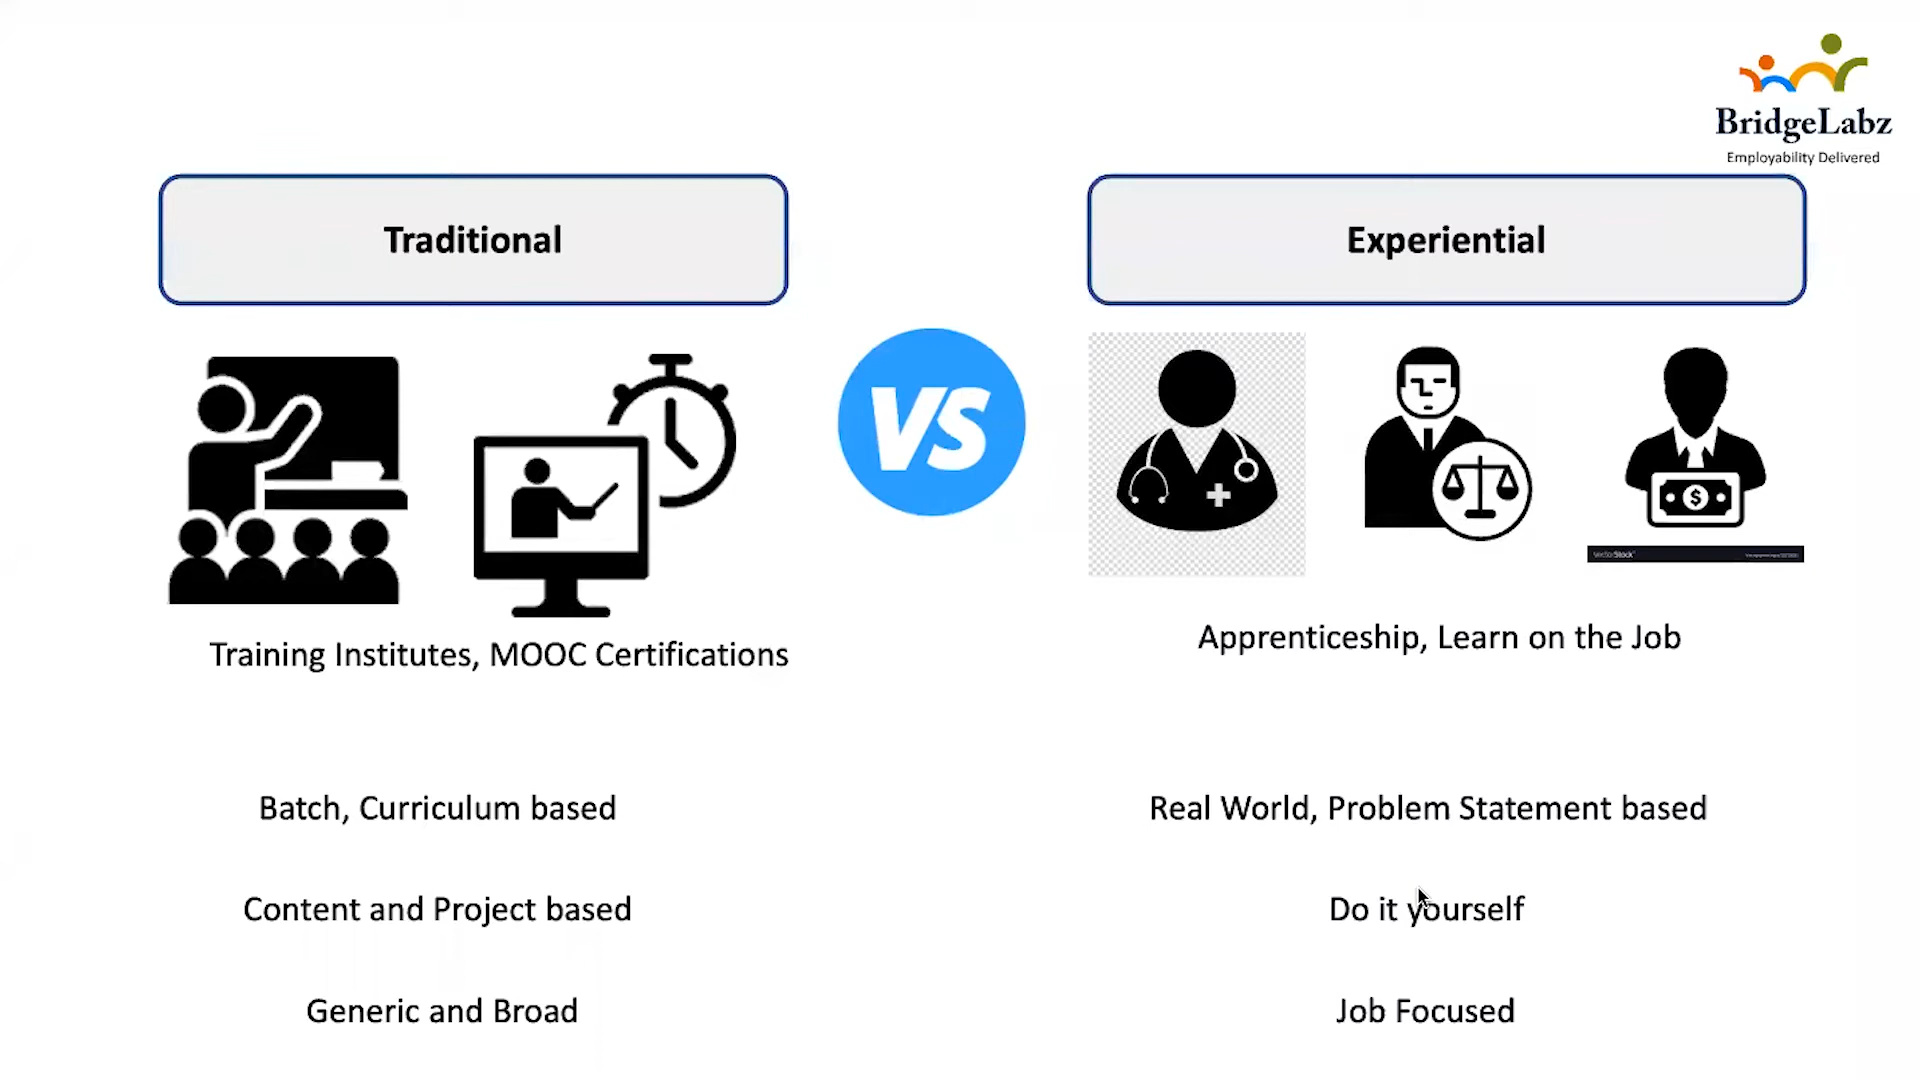 BridgeLabz
Employability Delivered
Traditional
Experiential
VS
Training Institutes, MOOC Certifications
Apprenticeship, Learn on the Job
Batch, Curriculum based
Real World, Problem Statement based
Content and Project based
Do it yourself
Generic and Broad
Job Focused
$
VectorStock